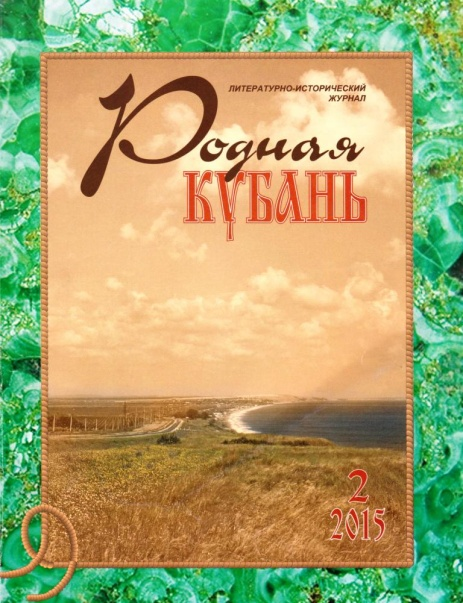 ЛИТЕРАТУРНО-ИСТОРИЧЕСКИЙ
ЖУРНАЛ
Родная
КУБАНЬ
2
2015